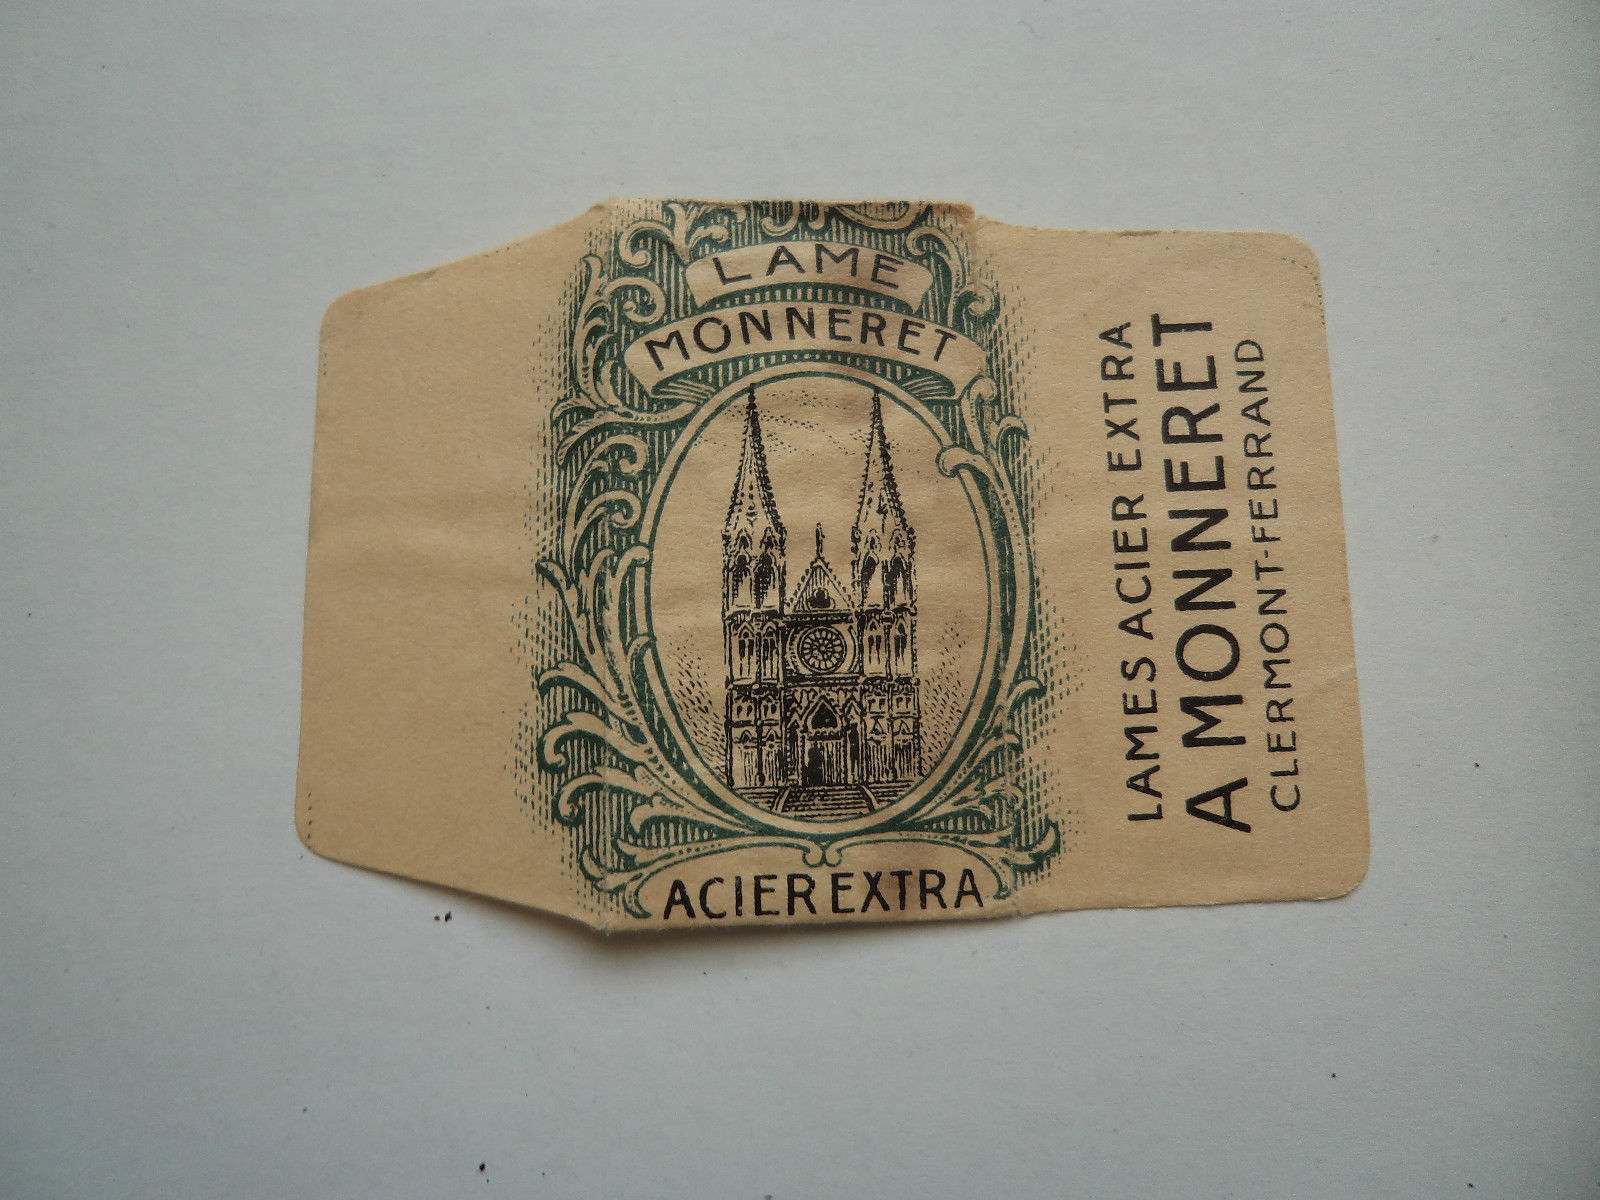 LAME
MONNERET
ACIER EXTRA
LAMES ACIER EXTRA
A MONNERET
CLERMONT-FERRAND